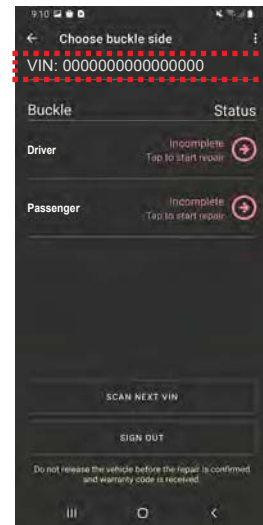 9:10
Choose buckle side
VIN: 0000000000000000
Buckle Status
Driver
Incomplete
Tap to start repair
Passenger
Incomplete
Tap to start repair
SCAN NEXT VIN
SIGN OUT
Do not release the vehicle before the repair is confirmed
and warranty code is received.